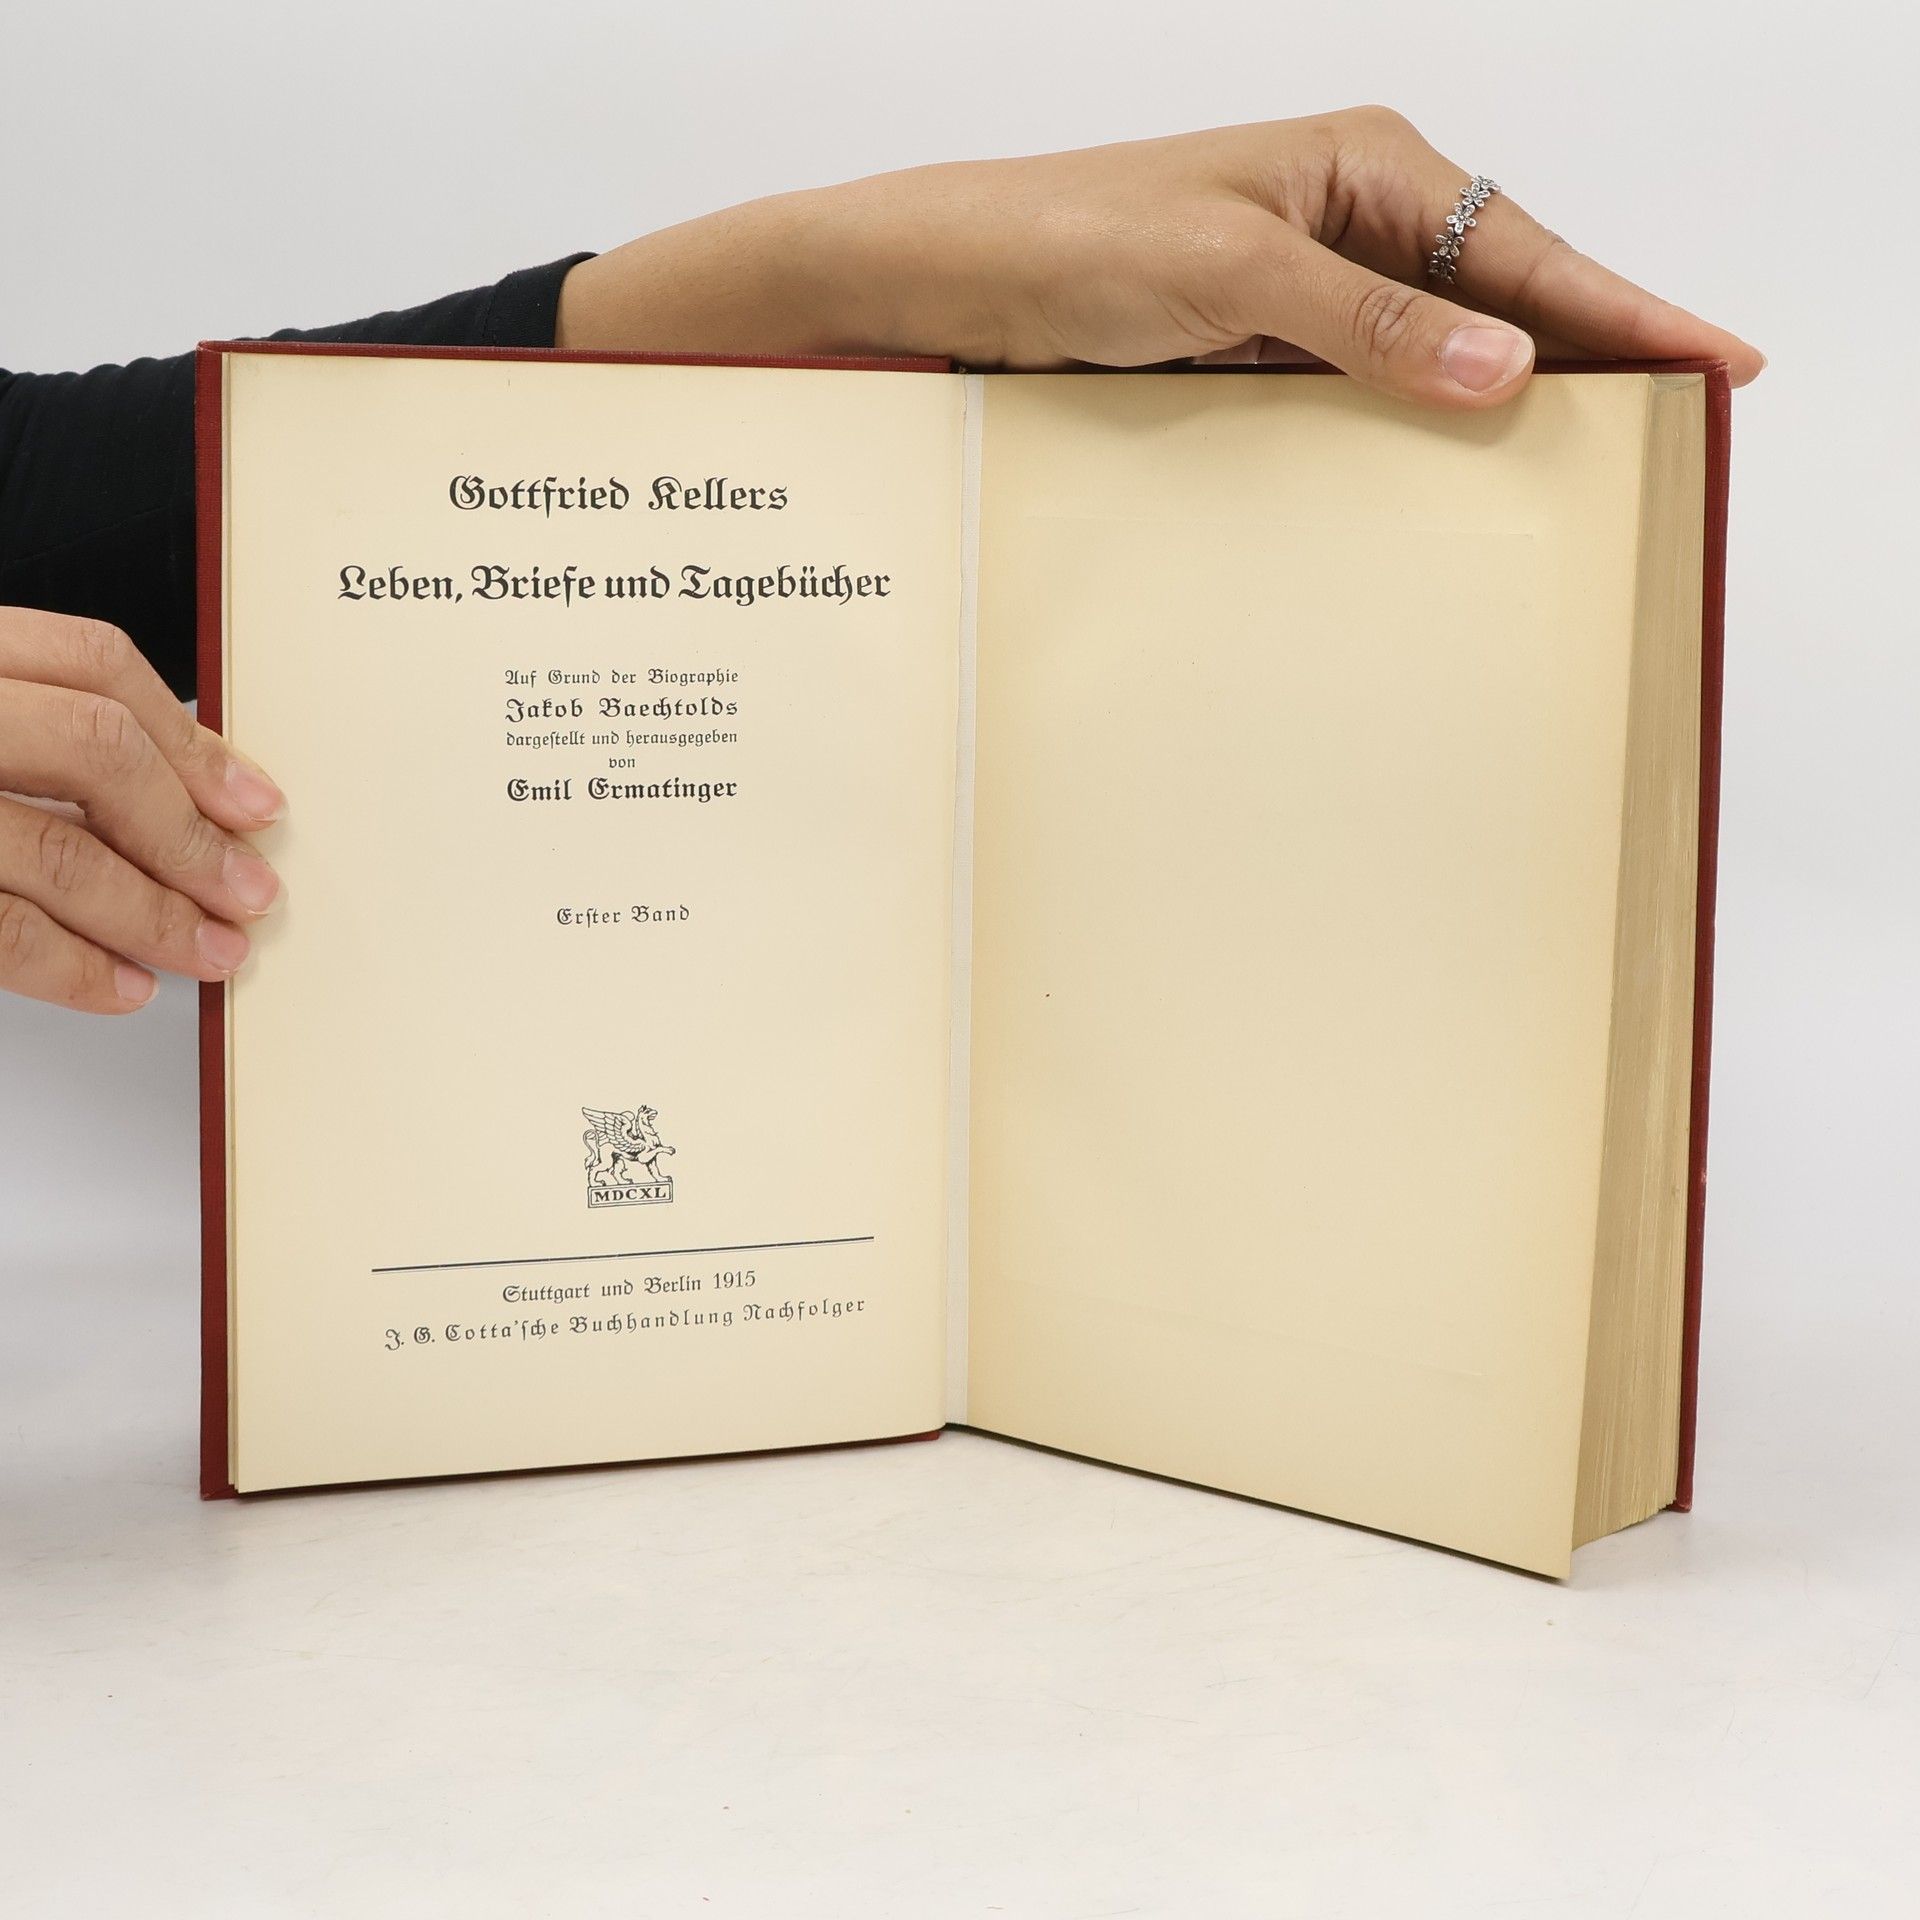 Gottfried Kellers
Leben, Briefe und Tagebücher
Auf Grund der Biographie
Jakob Baechtolds
dargeſtellt und herausgegeben
von
Emil Ermatinger
Erſter Band
MDCXL
Stuttgart und Berlin 1915
J. G. Cotta'ſche Buchhandlung Nachfolger